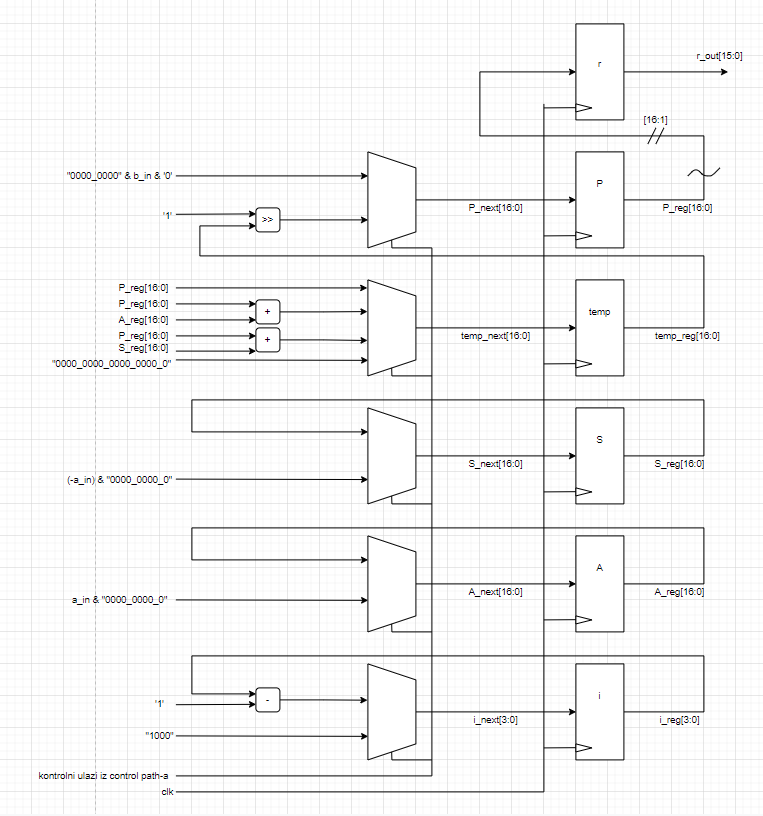 r_out[15:0]
r
[16:1]
"0000_0000" & b_in & '0'
P
'1'
>>
P_next[16:0]
P_reg[16:0]
P_reg[16:0]
P_reg[16:0]
+
temp
A_reg[16:0]
P_reg[16:0]
+
temp_next[16:0]
temp_reg[16:0]
S_reg[16:0]
"0000_0000_0000_0000_0"
S
S_next[16:0]
S_reg[16:0]
(-a_in) & "0000_0000_0"
A
A_next[16:0]
A_reg[16:0]
a_in & "0000_0000_0"
i
'1'
-
i_next[3:0]
i_reg[3:0]
"1000"
kontrolni ulazi iz control path-a
clk